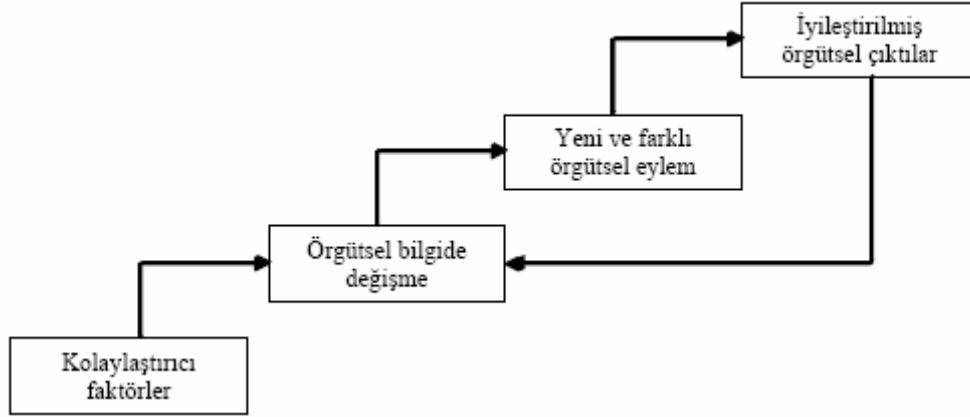 İyileştirilmiş
örgütsel çıktılar
Yeni ve farklı
örgütsel eylem
Örgütsel bilgide
değişme
Kolaylaştırıcı
faktörler